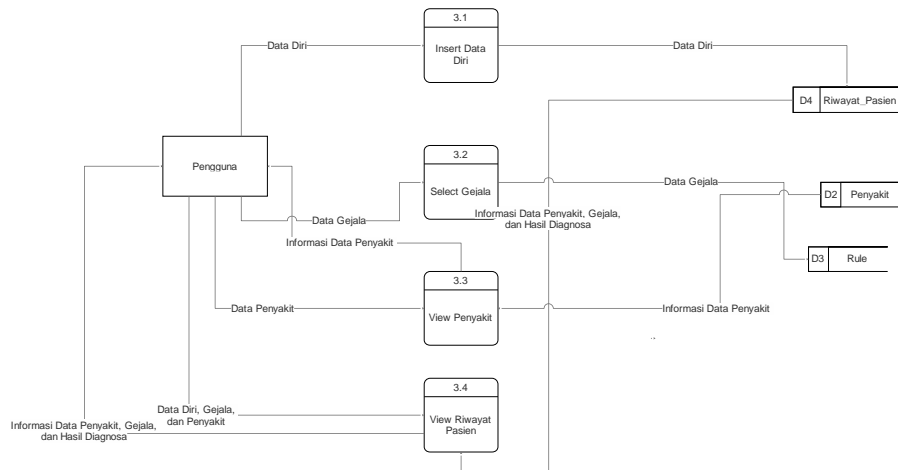 3.1
Insert Data
Diri
Data Diri
Data Diri
D4
Riwayat_Pasien
Pengguna
3.2
Select Gejala
Data Gejala
Data Gejala
D2
Penyakit
Informasi Data Penyakit, Gejala,
dan Hasil Diagnosa
Informasi Data Penyakit
D3
Rule
3.3
View Penyakit
Data Penyakit
Informasi Data Penyakit
3.4
View Riwayat
Pasien
Data Diri, Gejala,
dan Penyakit
Informasi Data Penyakit, Gejala,
dan Hasil Diagnosa